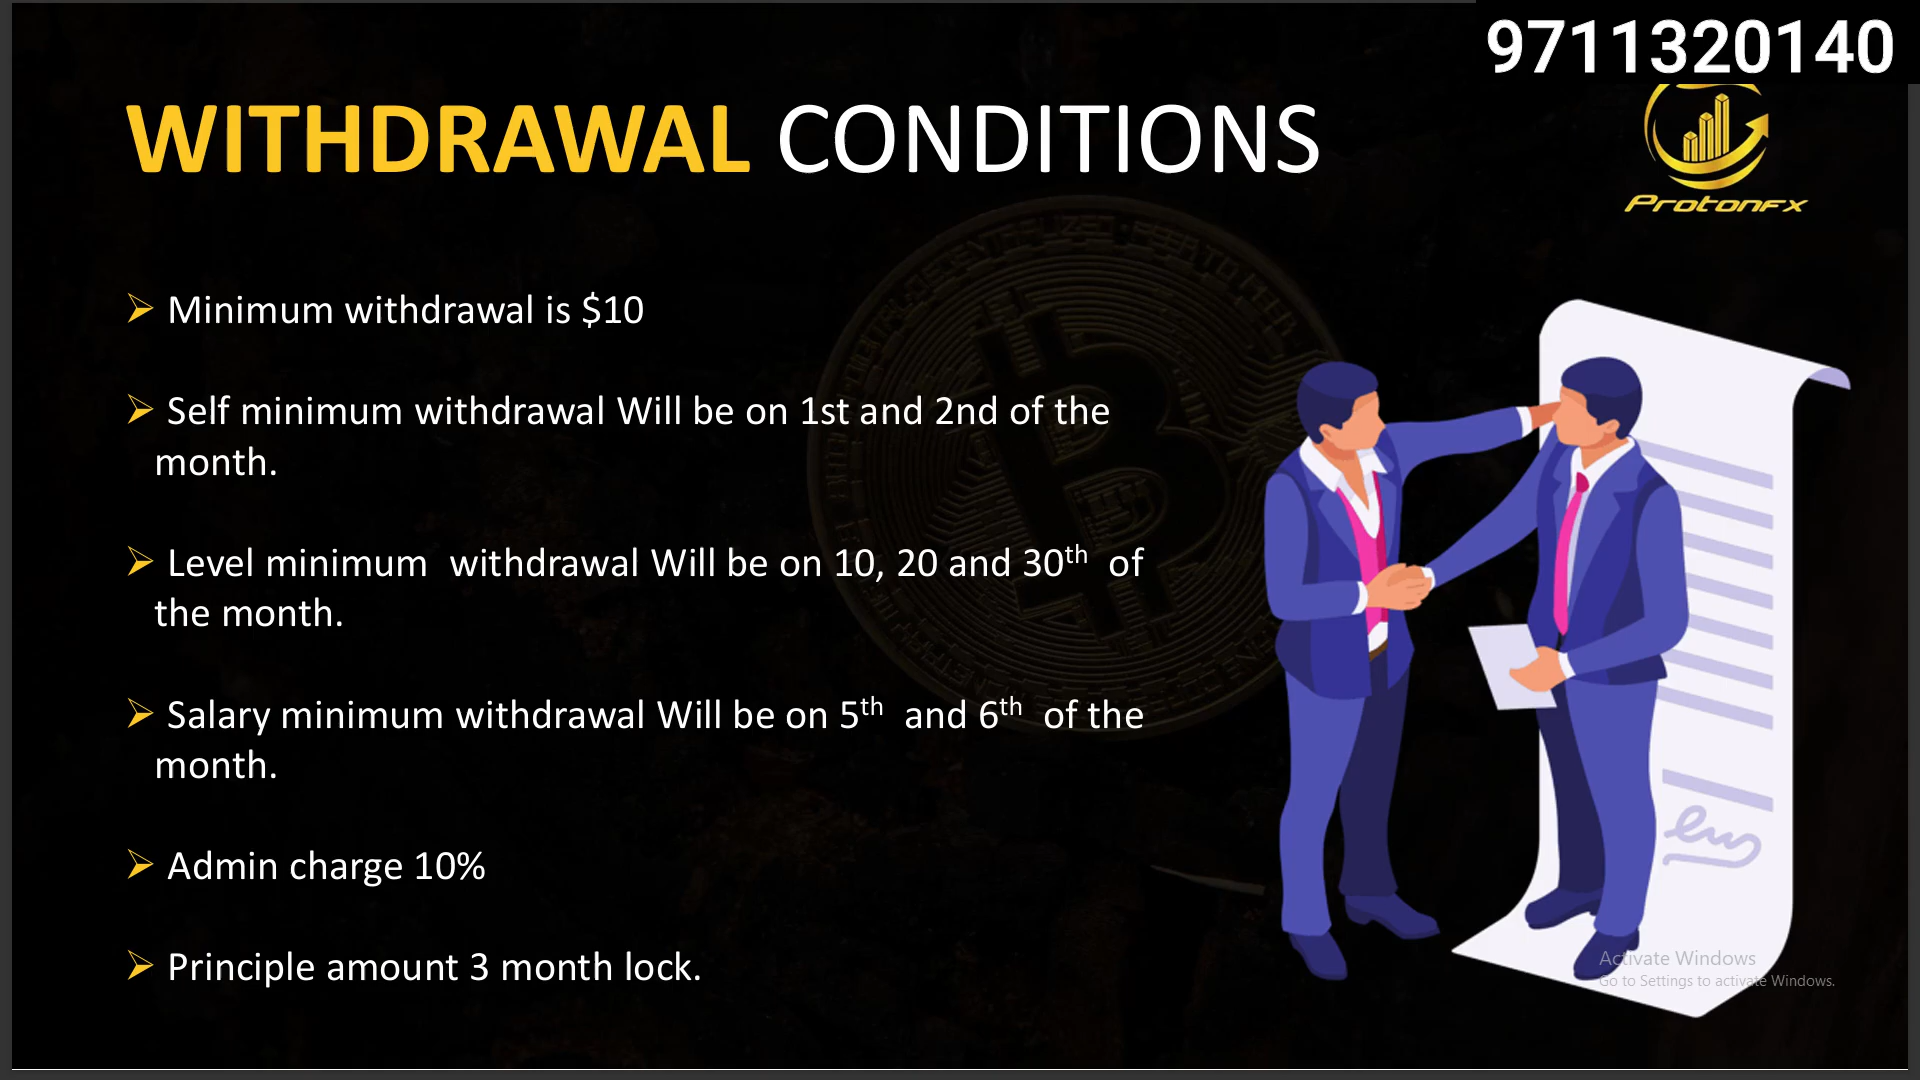 9711320140
WITHDRAWAL CONDITIONS
Protonfx
➢ Minimum withdrawal is $10
➢ Self minimum withdrawal Will be on 1st and 2nd of the
month.
➢ Level minimum withdrawal Will be on 10, 20 and 30th of
the month.
➢ Salary minimum withdrawal Will be on 5th and 6th of the
month.
➢ Admin charge 10%
➢ Principle amount 3 month lock.
Activate Windows
Go to Settings to activate Windows.